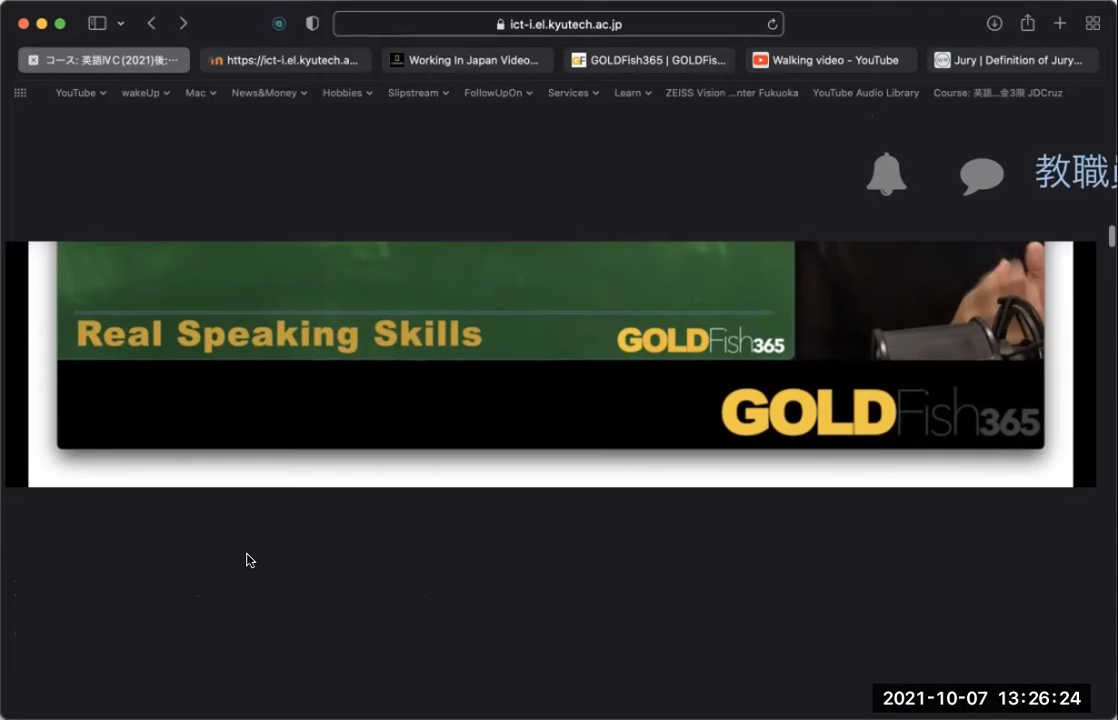 ict-i.el.kyutech.ac.jp
コース: 英語ⅣC(2021)後:…
https://ict-i.el.kyutech.a...
Working In Japan Video...
GOLDFish365 | GOLDFis...
Walking video - YouTube
Jury | Definition of Jury...
YouTube
wakeUp
Mac
News&Money
Hobbies
Slipstream
FollowUpOn
Services
Learn
ZEISS Vision ...nter Fukuoka
YouTube Audio Library
Course: 英語...金3限 JDCruz
教職員
Real Speaking Skills
GOLDFish365
GOLDFish365
2021-10-07 13:26:24